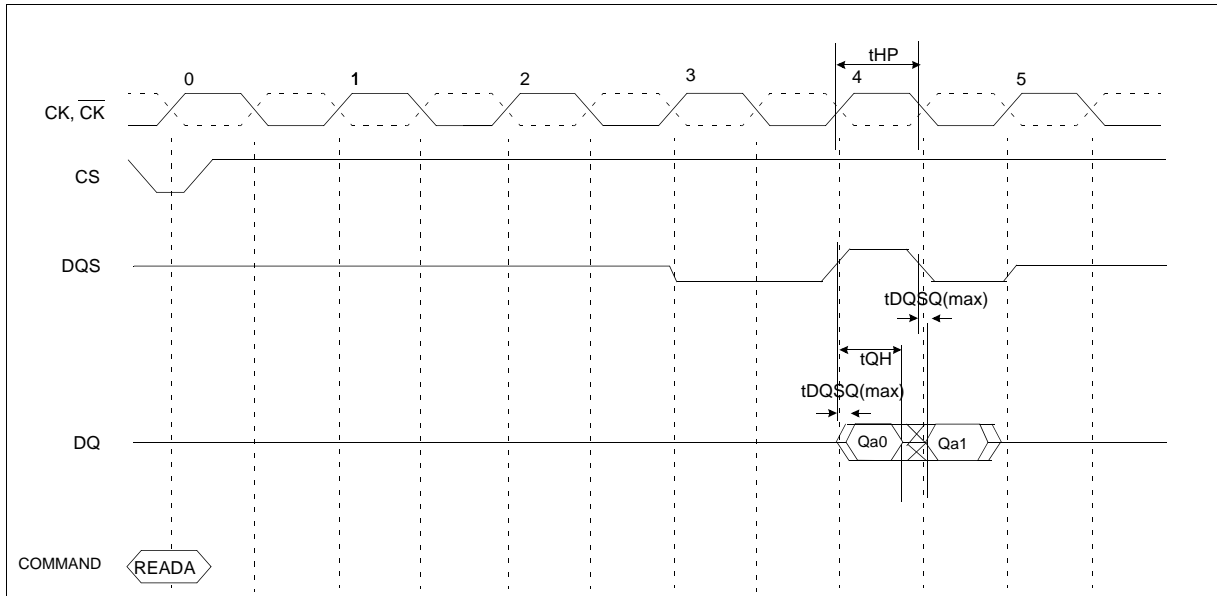 tHP
0 1 2 3 4 5
CK, CK
CS
DQS
tDQSQ(max)
tQH
tDQSQ(max)
DQ Qa0 Qa1
COMMAND READA